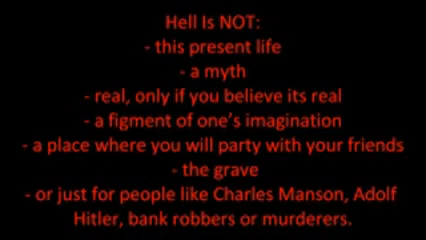 Hell Is NOT:
- this present life
- a myth
- real, only if you believe its real
- a figment of one's imagination
- a place where you will party with your friends
- the grave
- or just for people like Charles Manson, Adolf
Hitler, bank robbers or murderers.